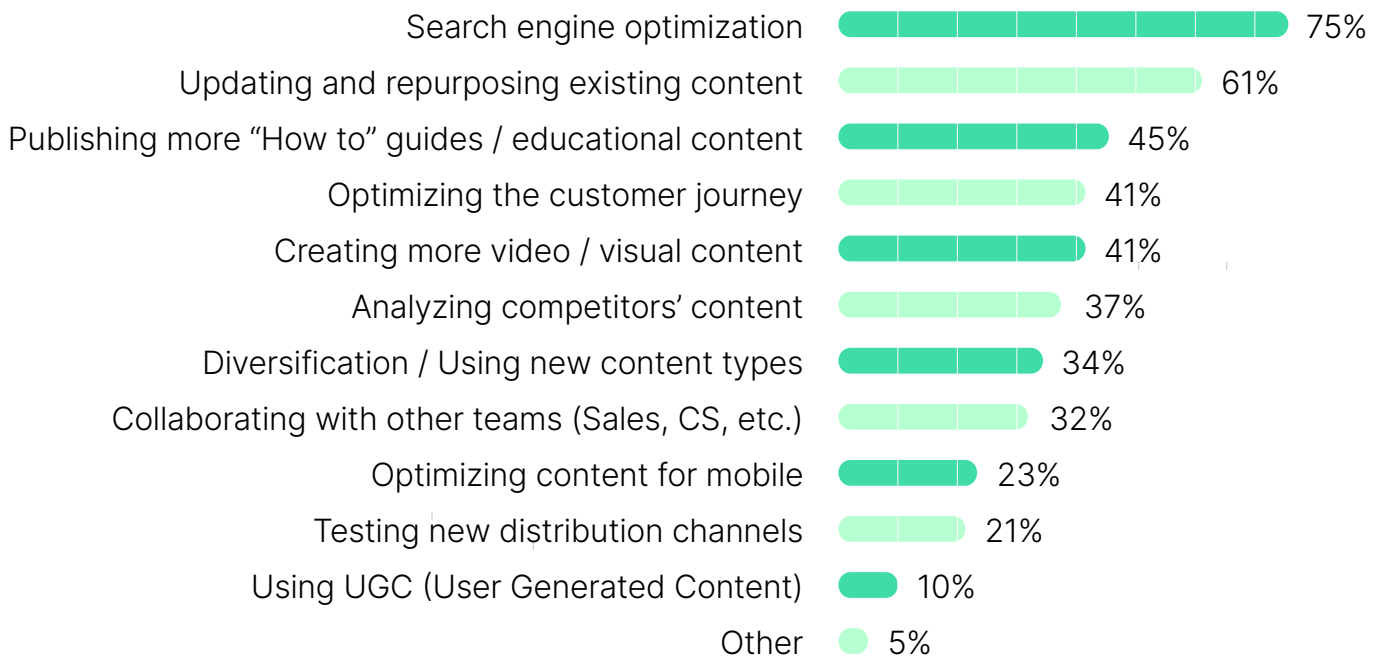 Search engine optimization 75%
Updating and repurposing existing content 61%
Publishing more “How to” guides / educational content 45%
Optimizing the customer journey 41%
Creating more video / visual content 41%
Analyzing competitors’ content 37%
Diversification / Using new content types 34%
Collaborating with other teams (Sales, CS, etc.) 32%
Optimizing content for mobile 23%
Testing new distribution channels 21%
Using UGC (User Generated Content) 10%
Other 5%